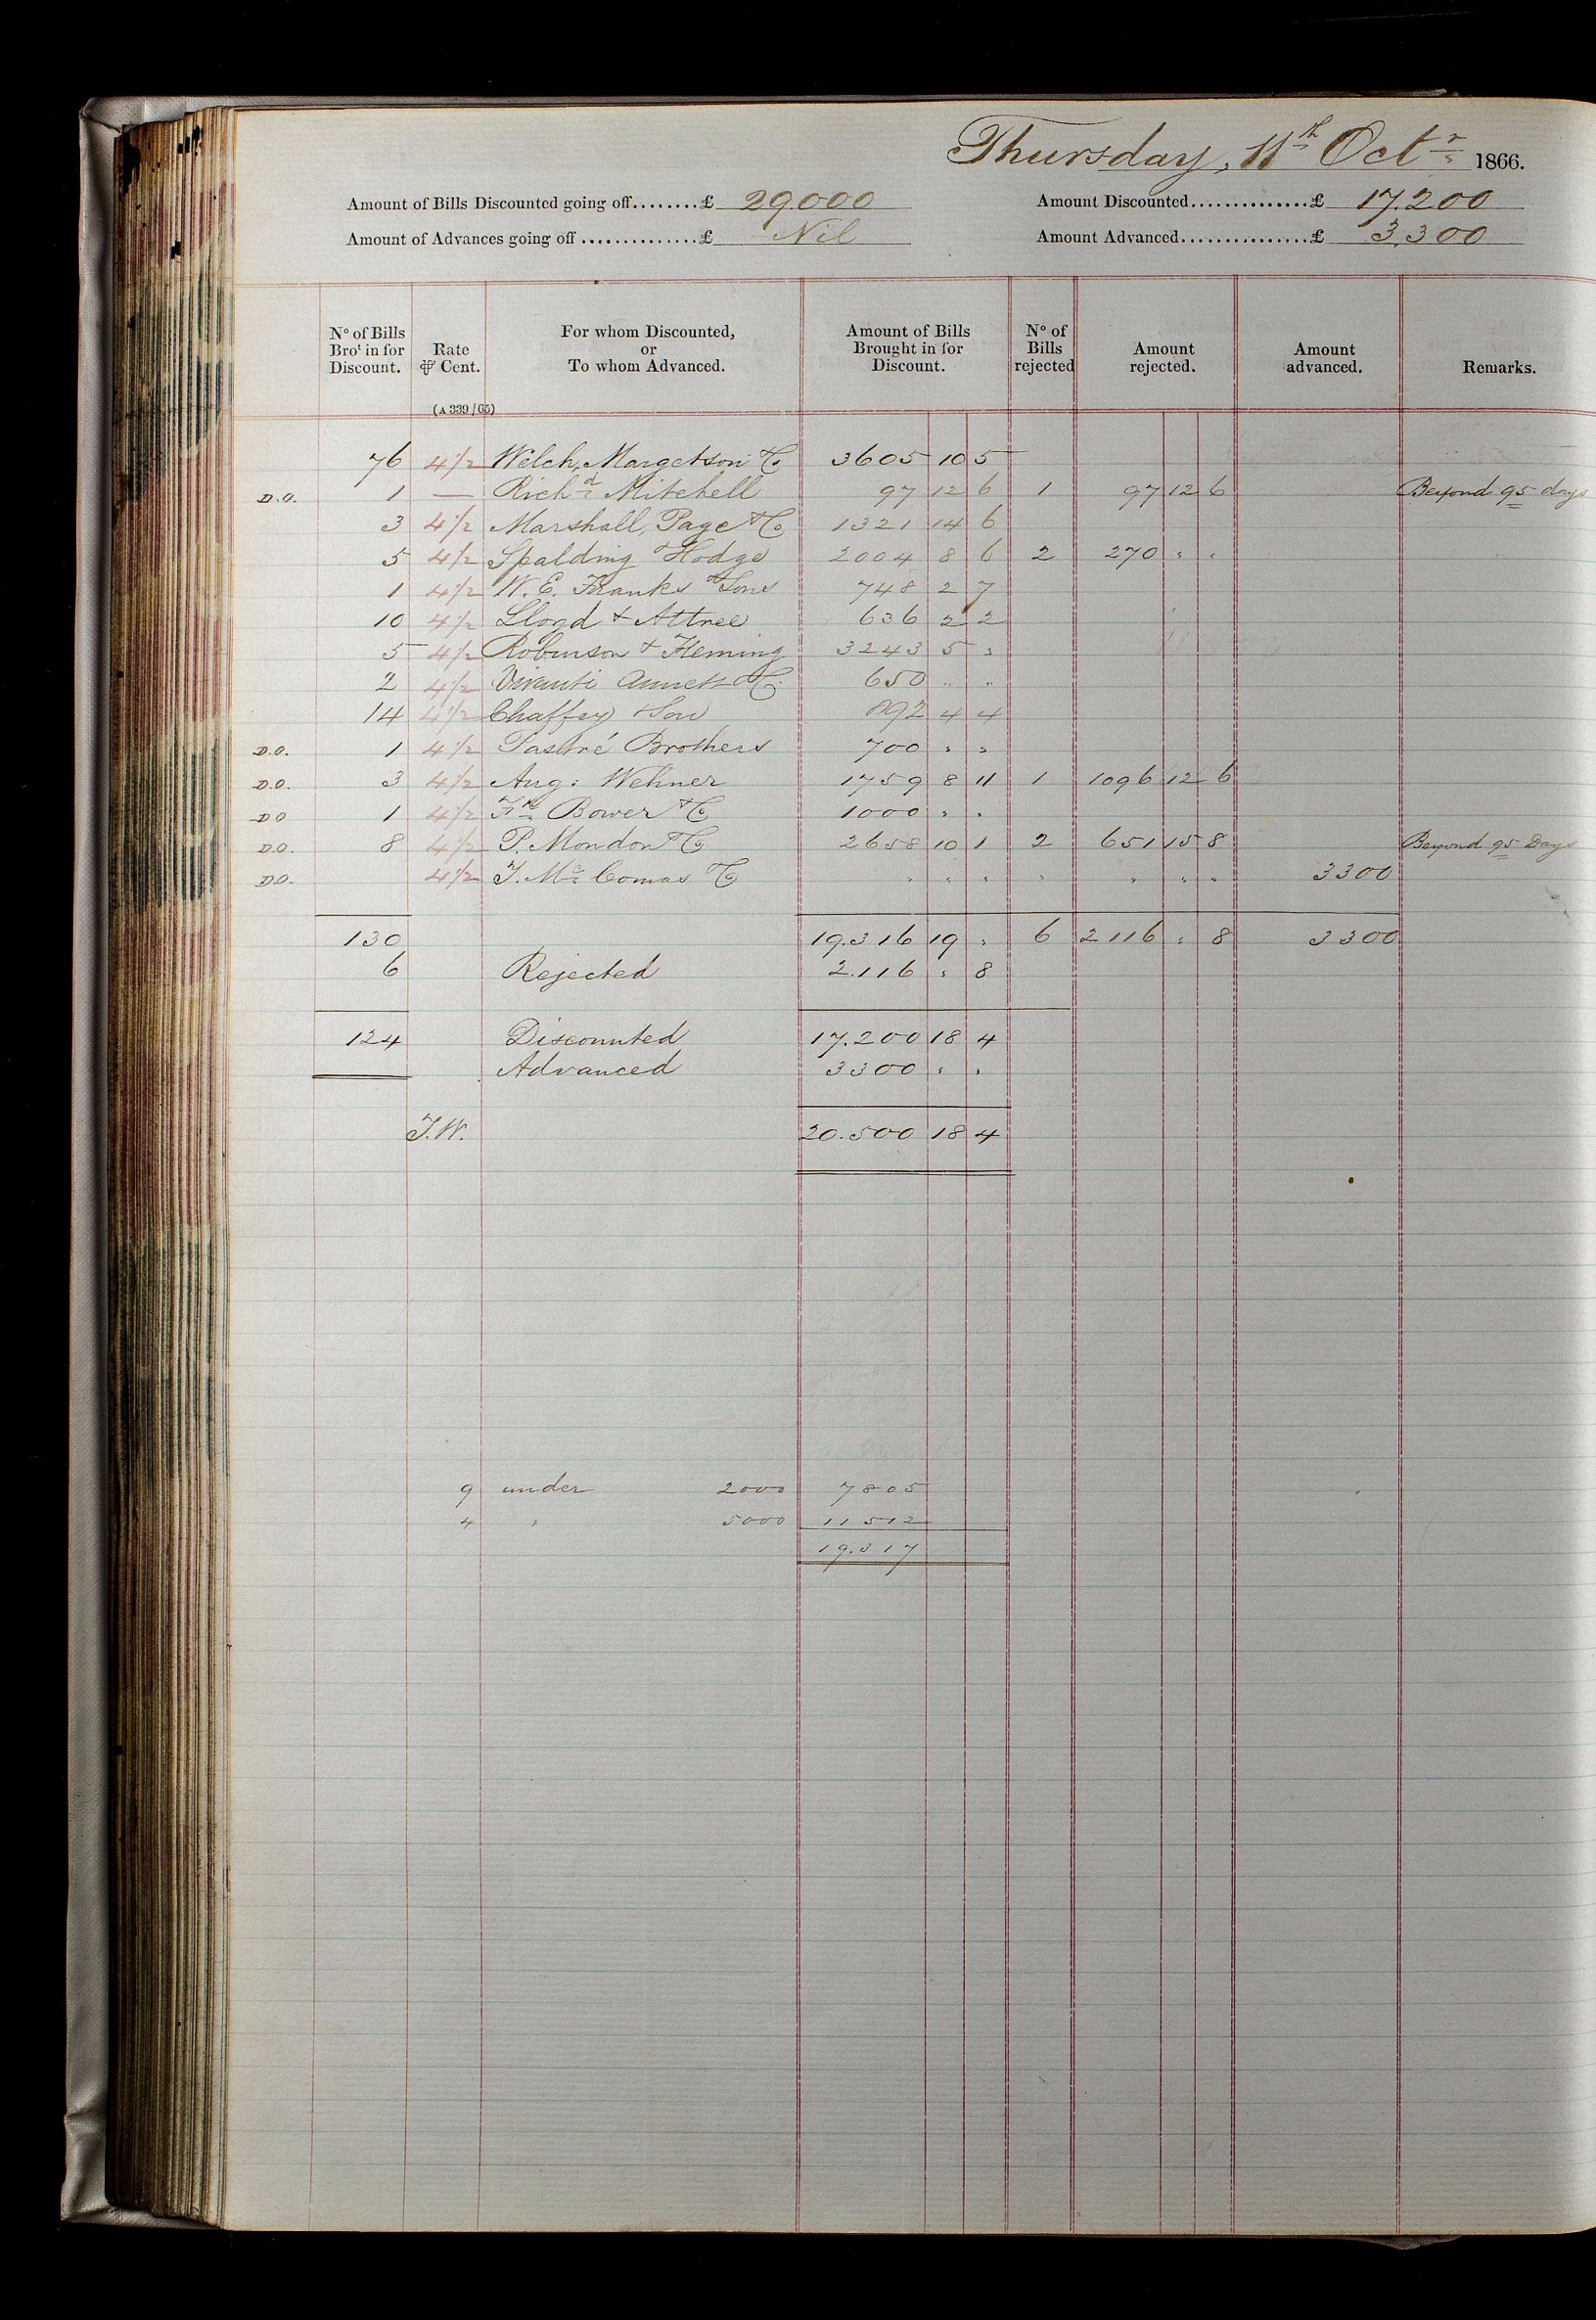 Thursday, 11th Octr 1866.
Amount of Bills Discounted going off........£ 29.000 Amount Discounted..............£ 17.200
Amount of Advances going off..............£ Nil Amount Advanced...............£ 3.300
No of Bills Brot in for Discount. Rate ⅌ Cent. (A 339/65) For whom Discounted, or To whom Advanced. Amount of Bills Brought in for Discount. No of Bills rejected Amount rejected. Amount advanced. Remarks.
76 4½ Welch, Margetson & Co 3605 10 5
D.O. 1 — Richd Mitchell 97 12 6 1 97 12 6 Beyond 95 days
3 4½ Marshall, Page & Co 1321 14 6
5 4½ Spalding & Hodge 2004 8 6 2 270 " "
1 4½ W. E. Franks & Sons 748 2 7
10 4½ Lloyd & Attree 636 2 2
5 4½ Robinson & Fleming 3243 5 "
2 4½ Vivanti Annett & Co 650 " "
14 4½ Chaffey & Son 892 4 4
D.O. 1 4½ Pastré Brothers 700 " "
D.O. 3 4½ Aug: Wehner 1759 8 11 1 1096 12 6
D.O 1 4½ Fk Bower & Co 1000 " "
D.O. 8 4½ P. Mondon & Co 2658 10 1 2 651 15 8 Beyond 95 Days
D.O. 4½ J. Mc Comas & Co " " " " " " " 3300
130 19.316 19 " 6 2116 " 8 3300
6 Rejected 2.116 " 8
124 Discounted 17.200 18 4
Advanced 3300 " "
J.W. 20.500 18 4
9 under 2000 7805
4 " 5000 11512
19.317